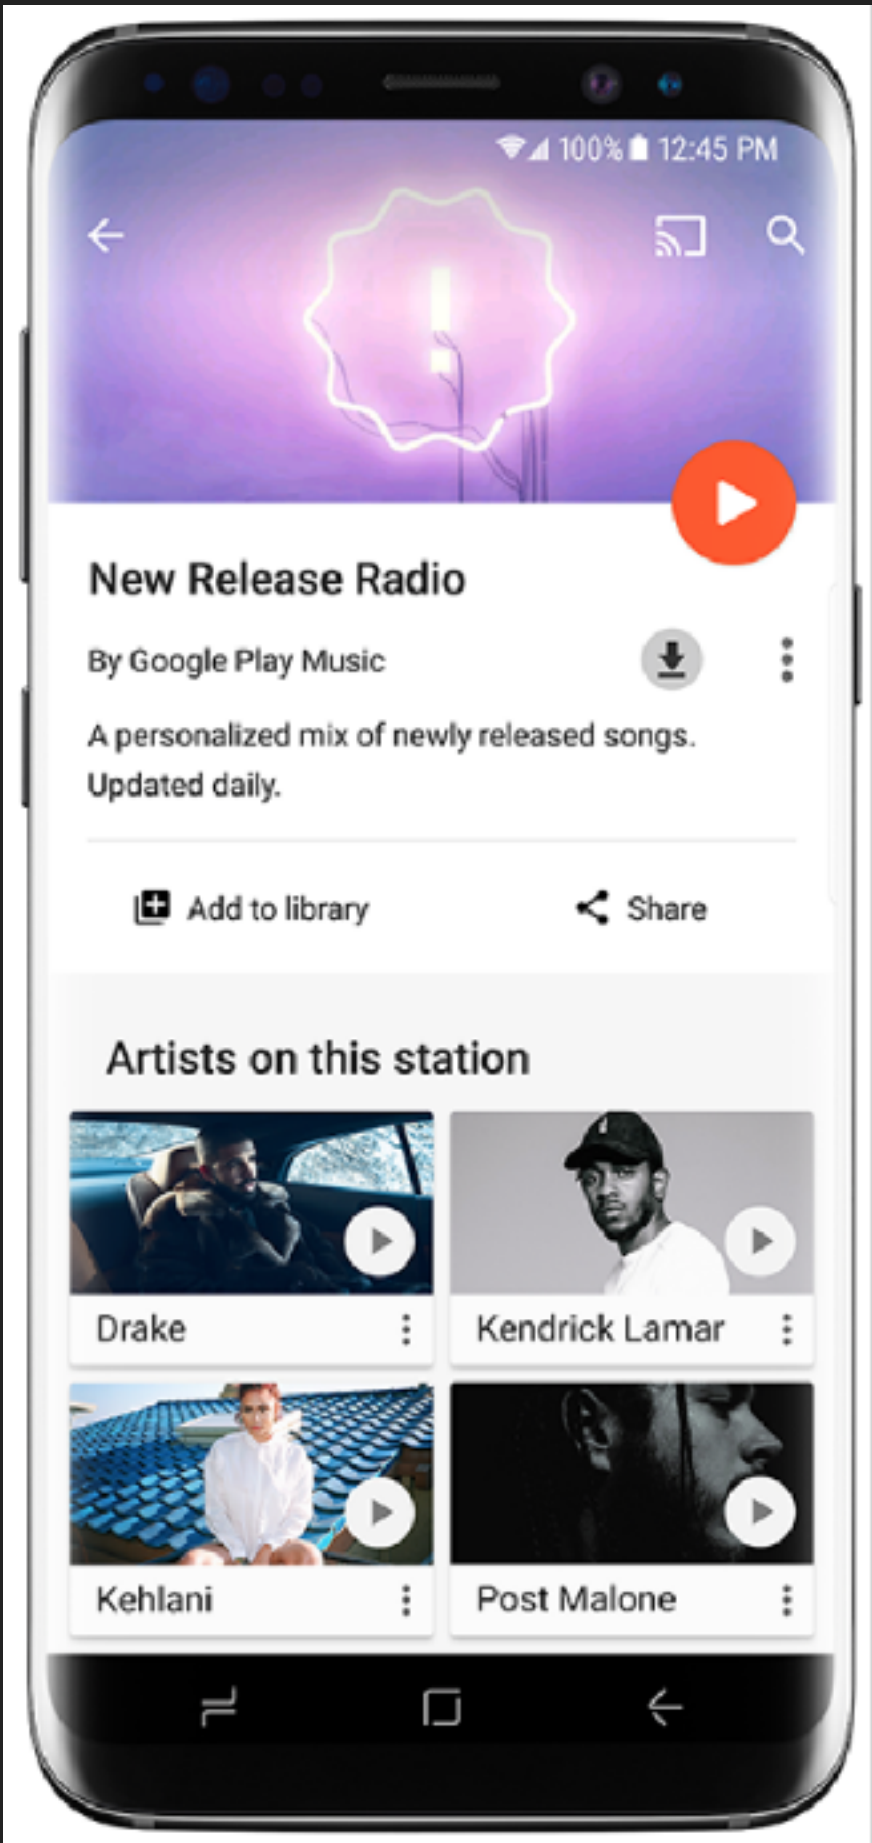 100% 12:45 PM
New Release Radio
By Google Play Music
A personalized mix of newly released songs.
Updated daily.
Add to library
Share
Artists on this station
Drake
Kendrick Lamar
Kehlani
Post Malone